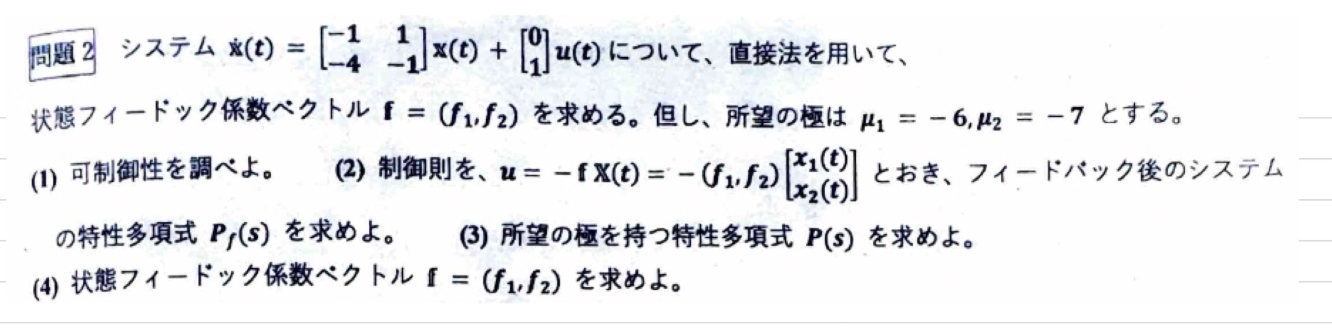 問題2 システム ẋ(t) = [−1 1; −4 −1]x(t) + [0; 1]u(t) について、直接法を用いて、
状態フィードック係数ベクトル f = (f₁, f₂) を求める。但し、所望の極は μ₁ = −6, μ₂ = −7 とする。
(1) 可制御性を調べよ。 (2) 制御則を、u = −f X(t) = −(f₁, f₂)[x₁(t); x₂(t)] とおき、フィードバック後のシステム
の特性多項式 P_f(s) を求めよ。 (3) 所望の極を持つ特性多項式 P(s) を求めよ。
(4) 状態フィードック係数ベクトル f = (f₁, f₂) を求めよ。